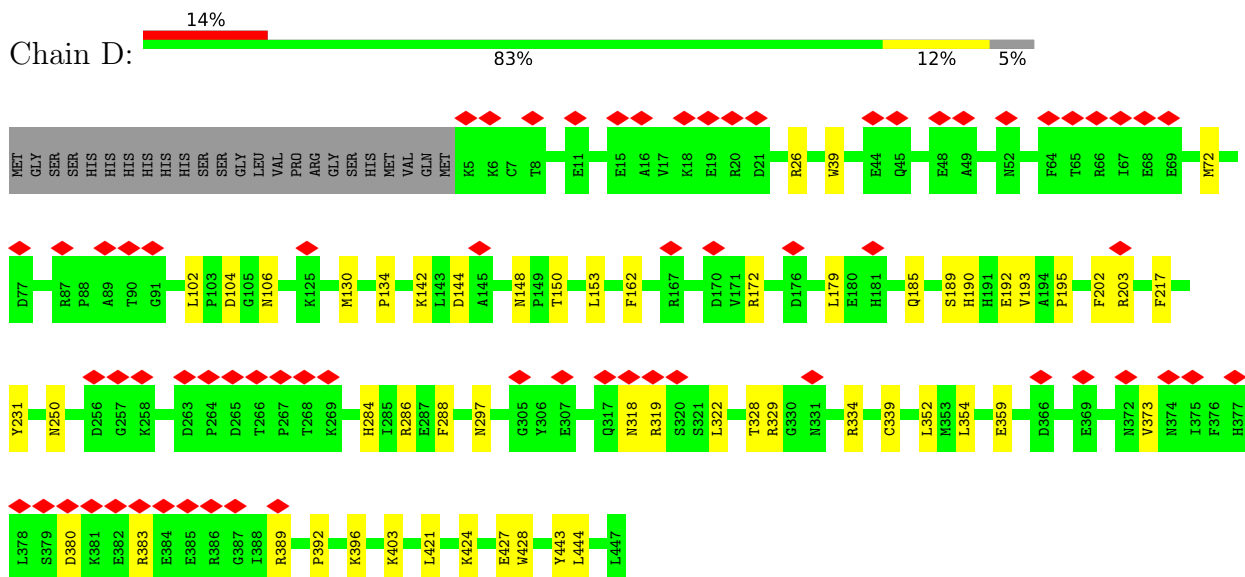 14%
Chain D:
83% 12% 5%
MET GLY SER SER HIS HIS HIS HIS HIS HIS SER SER GLY LEU VAL PRO ARG GLY SER HIS MET VAL GLN MET K5 K6 C7 T8 E11 E15 A16 V17 K18 E19 R20 D21 R26 W39 E44 Q45 E48 A49 N52 F64 T65 R66 I67 E68 E69 M72
D77 R87 P88 A89 T90 G91 L102 P103 D104 G105 N106 K125 M130 P134 K142 L143 D144 A145 N148 P149 T150 L153 F162 R167 D170 V171 R172 D176 L179 E180 H181 Q185 S189 H190 H191 E192 V193 A194 P195 F202 R203 F217
Y231 N250 D256 G257 K258 D263 P264 D265 T266 P267 T268 K269 H284 I285 R286 E287 F288 N297 G305 Y306 E307 Q317 N318 R319 S320 S321 L322 T328 R329 G330 N331 R334 C339 L352 M353 L354 E359 D366 E369 N372 V373 N374 I375 F376 H377
L378 S379 D380 K381 E382 R383 E384 E385 R386 G387 I388 R389 P392 K396 K403 L421 K424 E427 W428 Y443 L444 L447